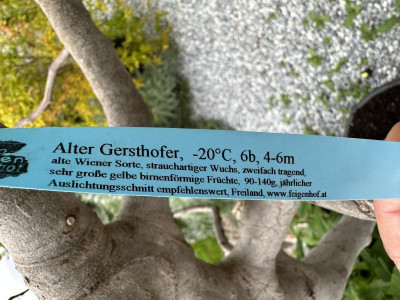 Alter Gersthofer, -20°C, 6b, 4-6m
alte Wiener Sorte, strauchartiger Wuchs, zweifach tragend,
sehr große gelbe birnenförmige Früchte, 90-140g, jährlicher
Auslichtungsschnitt empfehlenswert, Freiland, www.feigenhof.at